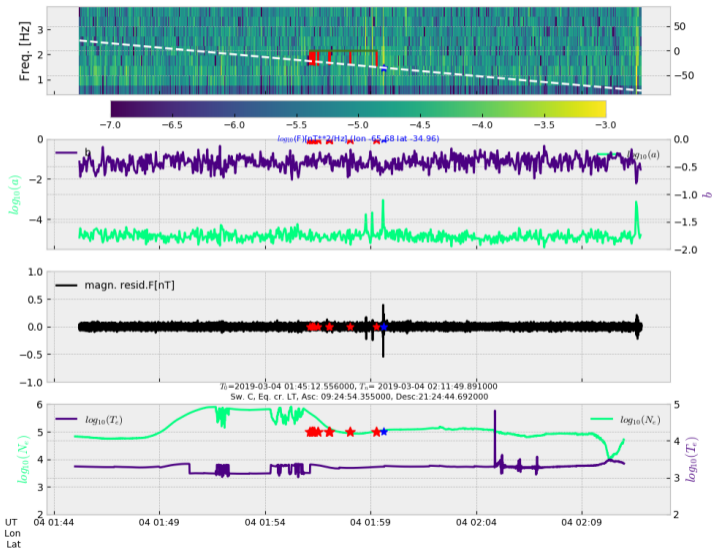 3
2
1
Freq. [Hz]
50
0
−50
−7.0 −6.5 −6.0 −5.5 −5.0 −4.5 −4.0 −3.5 −3.0
log10(F)[nT**2/Hz] (lon -65.68 lat -34.96)
0
−2
−4
log10(a)
b
log10(a)
0.0
−0.5
−1.0
−1.5
−2.0
b
1.0
0.5
0.0
−0.5
−1.0
magn. resid.F[nT]
T0=2019-03-04 01:45:12.556000, Tn= 2019-03-04 02:11:49.891000
Sw. C, Eq. cr. LT, Asc: 09:24:54.355000, Desc:21:24:44.692000
6
5
4
3
2
log10(Ne)
log10(Te)
log10(Ne)
5
4
3
2
log10(Te)
UT 04 01:44 04 01:49 04 01:54 04 01:59 04 02:04 04 02:09
Lon
Lat